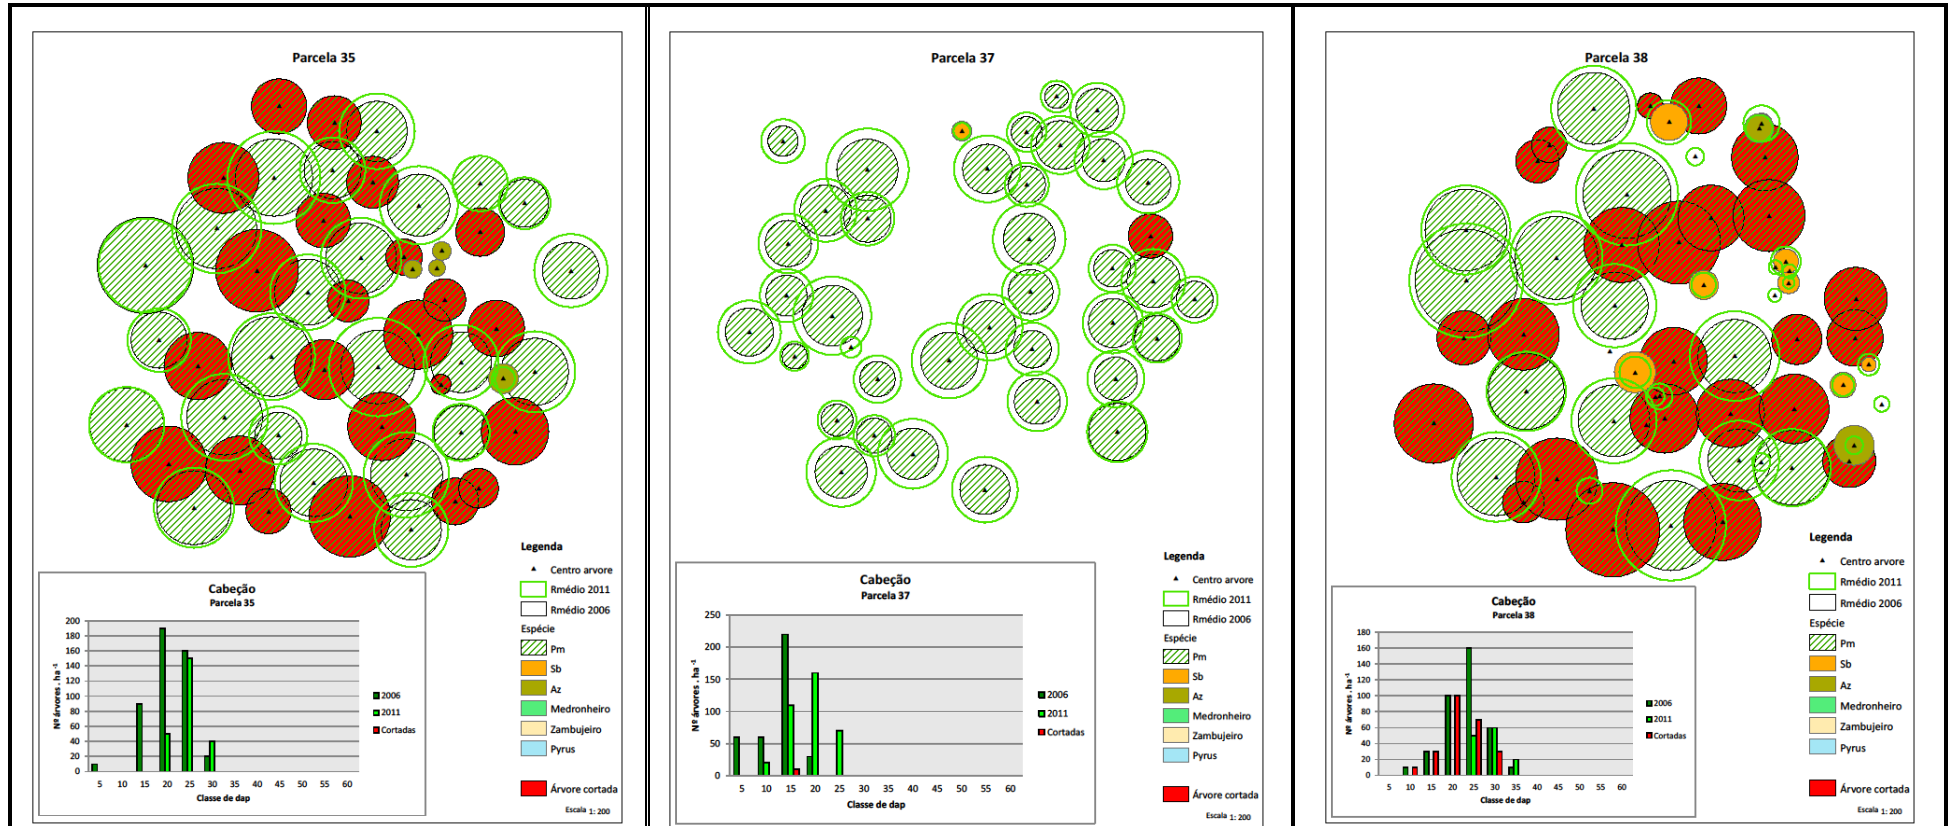 Parcela 35
Legenda
Centro arvore
Rmédio 2011
Rmédio 2006
Espécie
Pm
Sb
Az
Medronheiro
Zambujeiro
Pyrus
Árvore cortada
Escala 1: 200
Cabeção
Parcela 35
Nº árvores . ha⁻¹
200
180
160
140
120
100
80
60
40
20
0
5 10 15 20 25 30 35 40 45 50 55 60
Classe de dap
2006
2011
Cortadas
Parcela 37
Legenda
Centro arvore
Rmédio 2011
Rmédio 2006
Espécie
Pm
Sb
Az
Medronheiro
Zambujeiro
Pyrus
Árvore cortada
Escala 1: 200
Cabeção
Parcela 37
Nº árvores . ha⁻¹
250
200
150
100
50
0
5 10 15 20 25 30 35 40 45 50 55 60
Classe de dap
2006
2011
Cortadas
Parcela 38
Legenda
Centro arvore
Rmédio 2011
Rmédio 2006
Espécie
Pm
Sb
Az
Medronheiro
Zambujeiro
Pyrus
Árvore cortada
Escala 1: 200
Cabeção
Parcela 38
Nº árvores . ha⁻¹
180
160
140
120
100
80
60
40
20
0
5 10 15 20 25 30 35 40 45 50 55 60
Classe de dap
2006
2011
Cortadas